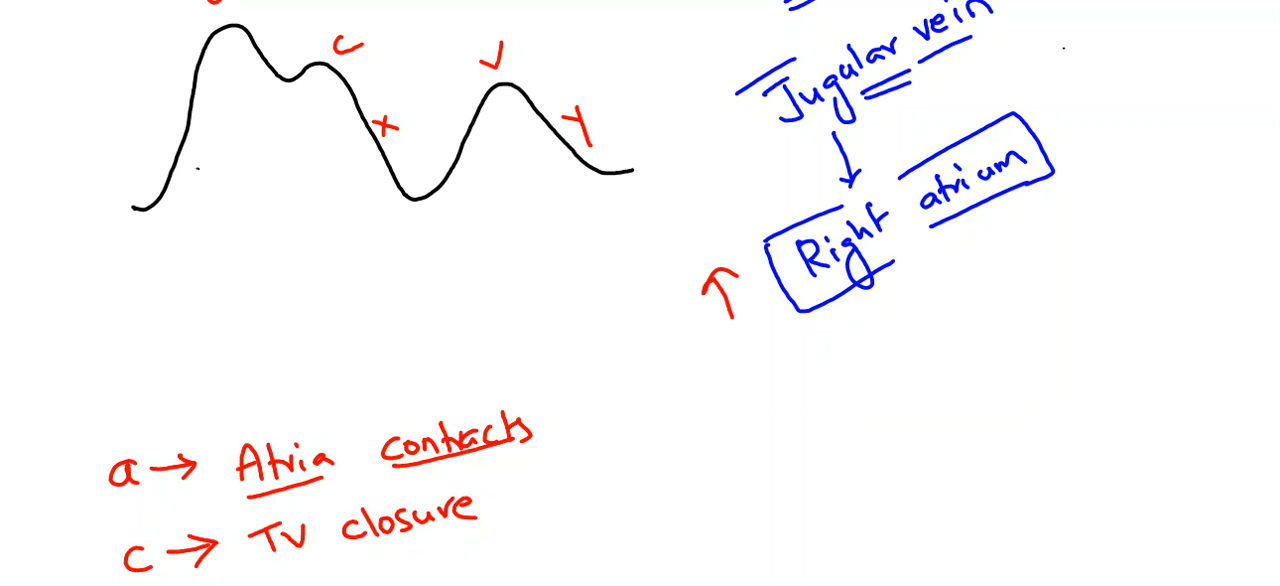 c
v
x
y
Jugular vein
↓
Right atrium
↑
a → Atria contracts
c → TV closure